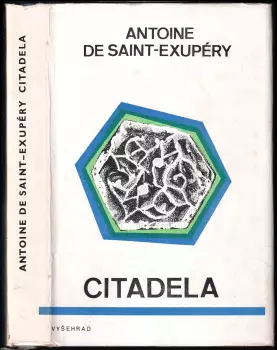 ANTOINE DE SAINT-EXUPÉRY CITADELA
ANTOINE
DE SAINT-EXUPÉRY
CITADELA
VYŠEHRAD